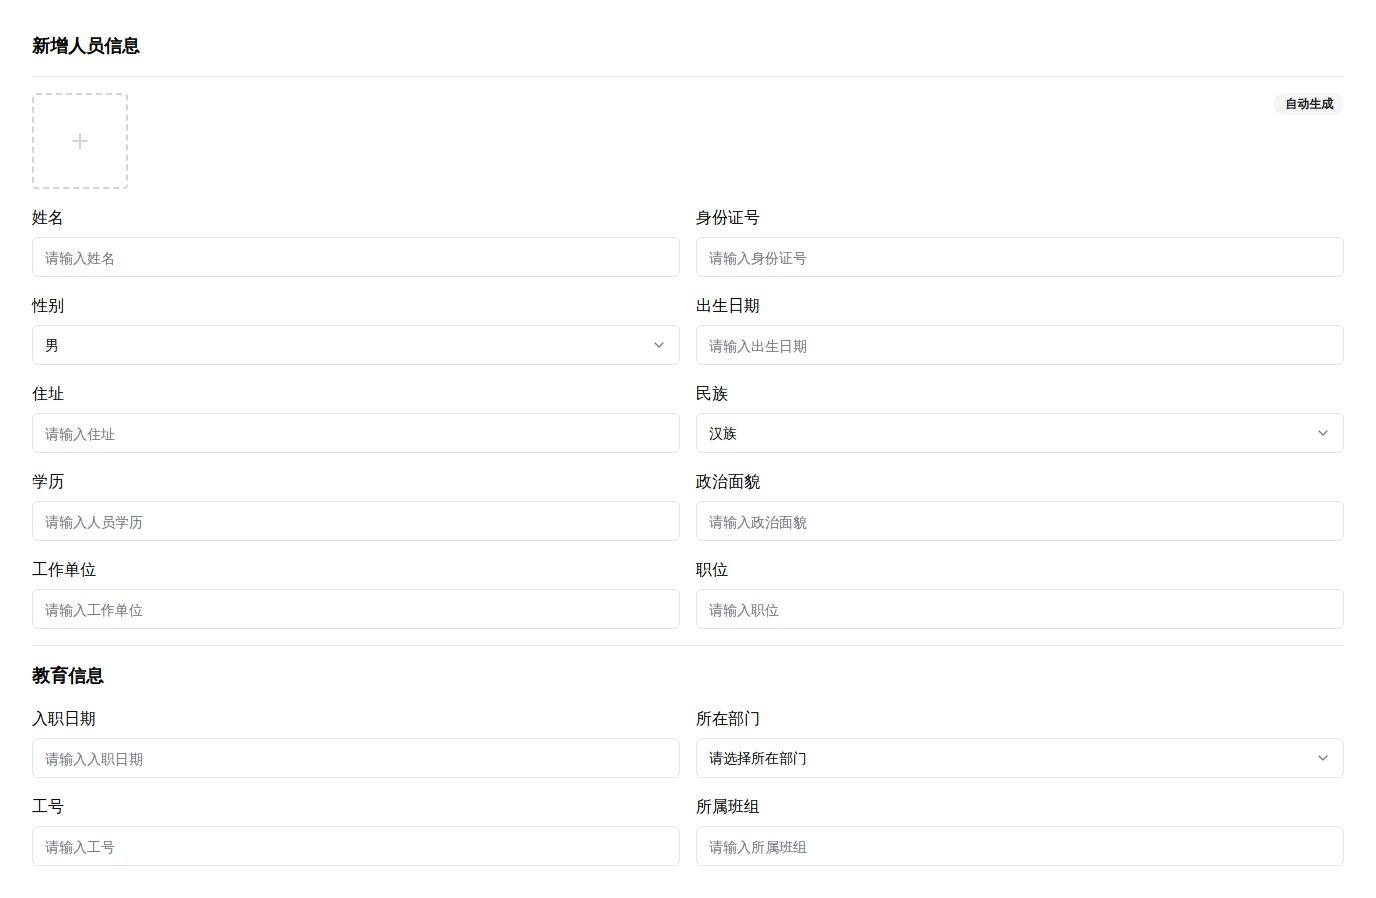 新增人员信息
自动生成
姓名
身份证号
请输入姓名
请输入身份证号
性别
出生日期
男
请输入出生日期
住址
民族
请输入住址
汉族
学历
政治面貌
请输入人员学历
请输入政治面貌
工作单位
职位
请输入工作单位
请输入职位
教育信息
入职日期
所在部门
请输入入职日期
请选择所在部门
工号
所属班组
请输入工号
请输入所属班组